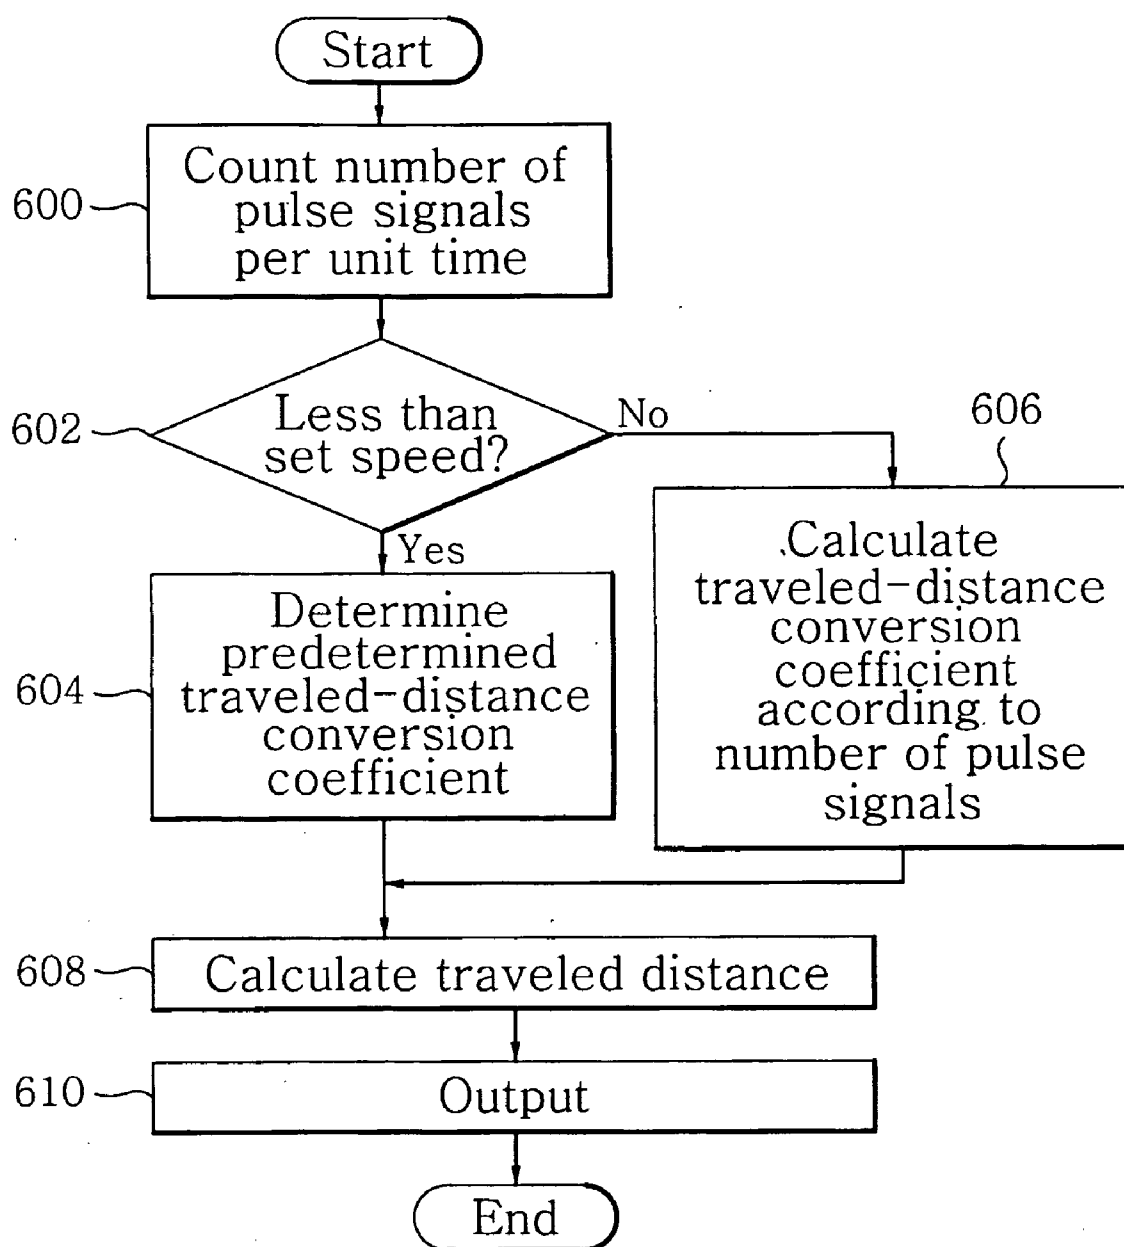 Start
600
Count number of
pulse signals
per unit time
602
Less than
set speed?
No
Yes
606
Calculate
traveled-distance
conversion
coefficient
according to
number of pulse
signals
604
Determine
predetermined
traveled-distance
conversion
coefficient
608
Calculate traveled distance
610
Output
End